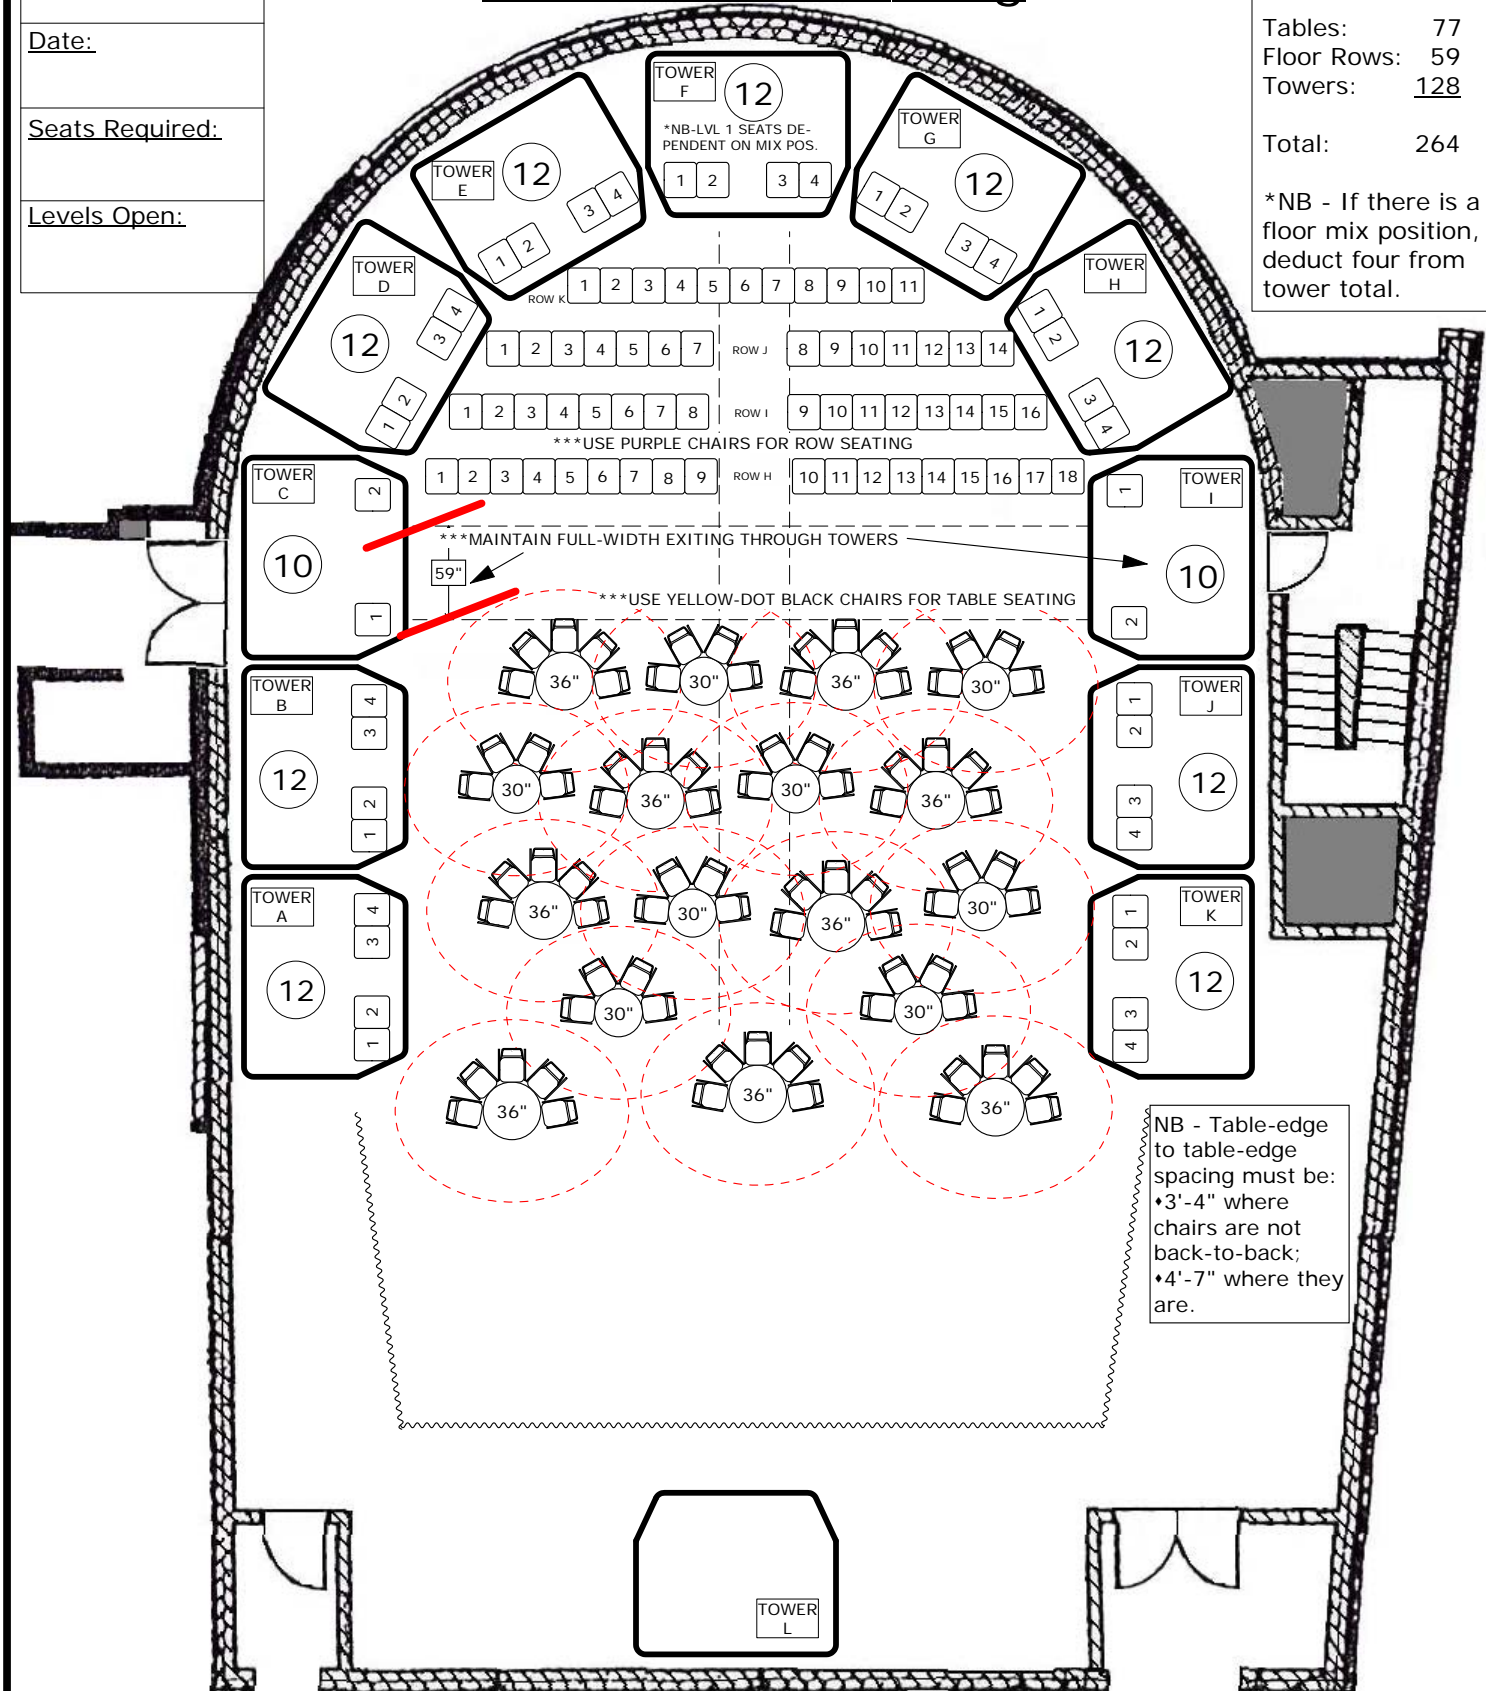 Date:
Seats Required:
Levels Open:
Tables: 77
Floor Rows: 59
Towers: 128
Total: 264
*NB - If there is a
floor mix position,
deduct four from
tower total.
TOWER
F
12
*NB-LVL 1 SEATS DE-
PENDENT ON MIX POS.
1 2 3 4
TOWER
E
12
1 2 3 4
TOWER
G
12
1 2 3 4
TOWER
D
12
1 2 3 4
TOWER
H
12
1 2 3 4
ROW K 1 2 3 4 5 6 7 8 9 10 11
1 2 3 4 5 6 7 ROW J 8 9 10 11 12 13 14
1 2 3 4 5 6 7 8 ROW I 9 10 11 12 13 14 15 16
***USE PURPLE CHAIRS FOR ROW SEATING
1 2 3 4 5 6 7 8 9 ROW H 10 11 12 13 14 15 16 17 18
TOWER
C
10
2
1
TOWER
I
10
1
2
***MAINTAIN FULL-WIDTH EXITING THROUGH TOWERS
59"
***USE YELLOW-DOT BLACK CHAIRS FOR TABLE SEATING
36" 30" 36" 30"
TOWER
B
12
4
3
2
1
TOWER
J
12
1
2
3
4
30" 36" 30" 36"
36" 30" 36" 30"
TOWER
A
12
4
3
2
1
TOWER
K
12
1
2
3
4
30" 30"
36" 36" 36"
NB - Table-edge
to table-edge
spacing must be:
•3'-4" where
chairs are not
back-to-back;
•4'-7" where they
are.
TOWER
L